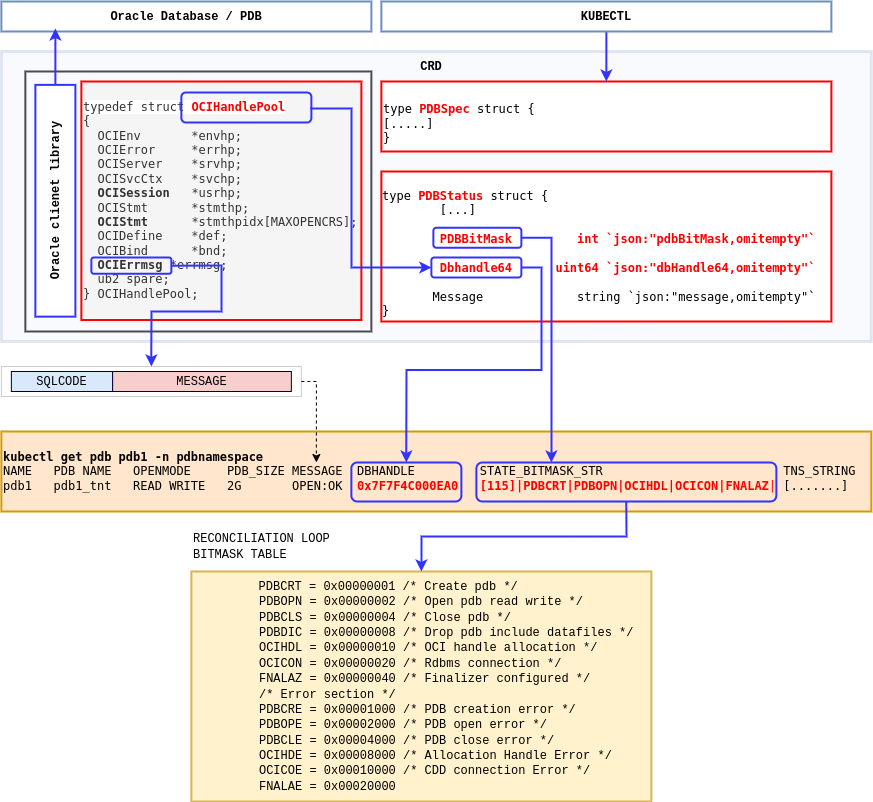 Oracle Database / PDB
KUBECTL
CRD
Oracle clienet library
typedef struct OCIHandlePool
{
OCIEnv *envhp;
OCIError *errhp;
OCIServer *srvhp;
OCISvcCtx *svchp;
OCISession *usrhp;
OCIStmt *stmthp;
OCIStmt *stmthpidx[MAXOPENCRS];
OCIDefine *def;
OCIBind *bnd;
OCIErrmsg *errmsg;
ub2 spare;
} OCIHandlePool;
type PDBSpec struct {
[.....]
}
type PDBStatus struct {
[...]
PDBBitMask int `json:"pdbBitMask,omitempty"`
Dbhandle64 uint64 `json:"dbHandle64,omitempty"`
Message string `json:"message,omitempty"`
}
SQLCODE MESSAGE
kubectl get pdb pdb1 -n pdbnamespace
NAME PDB NAME OPENMODE PDB_SIZE MESSAGE DBHANDLE STATE_BITMASK_STR TNS_STRING
pdb1 pdb1_tnt READ WRITE 2G OPEN:OK 0x7F7F4C000EA0 [115]|PDBCRT|PDBOPN|OCIHDL|OCICON|FNALAZ| [.......]
RECONCILIATION LOOP
BITMASK TABLE
PDBCRT = 0x00000001 /* Create pdb */
PDBOPN = 0x00000002 /* Open pdb read write */
PDBCLS = 0x00000004 /* Close pdb */
PDBDIC = 0x00000008 /* Drop pdb include datafiles */
OCIHDL = 0x00000010 /* OCI handle allocation */
OCICON = 0x00000020 /* Rdbms connection */
FNALAZ = 0x00000040 /* Finalizer configured */
/* Error section */
PDBCRE = 0x00001000 /* PDB creation error */
PDBOPE = 0x00002000 /* PDB open error */
PDBCLE = 0x00004000 /* PDB close error */
OCIHDE = 0x00008000 /* Allocation Handle Error */
OCICOE = 0x00010000 /* CDD connection Error */
FNALAE = 0x00020000